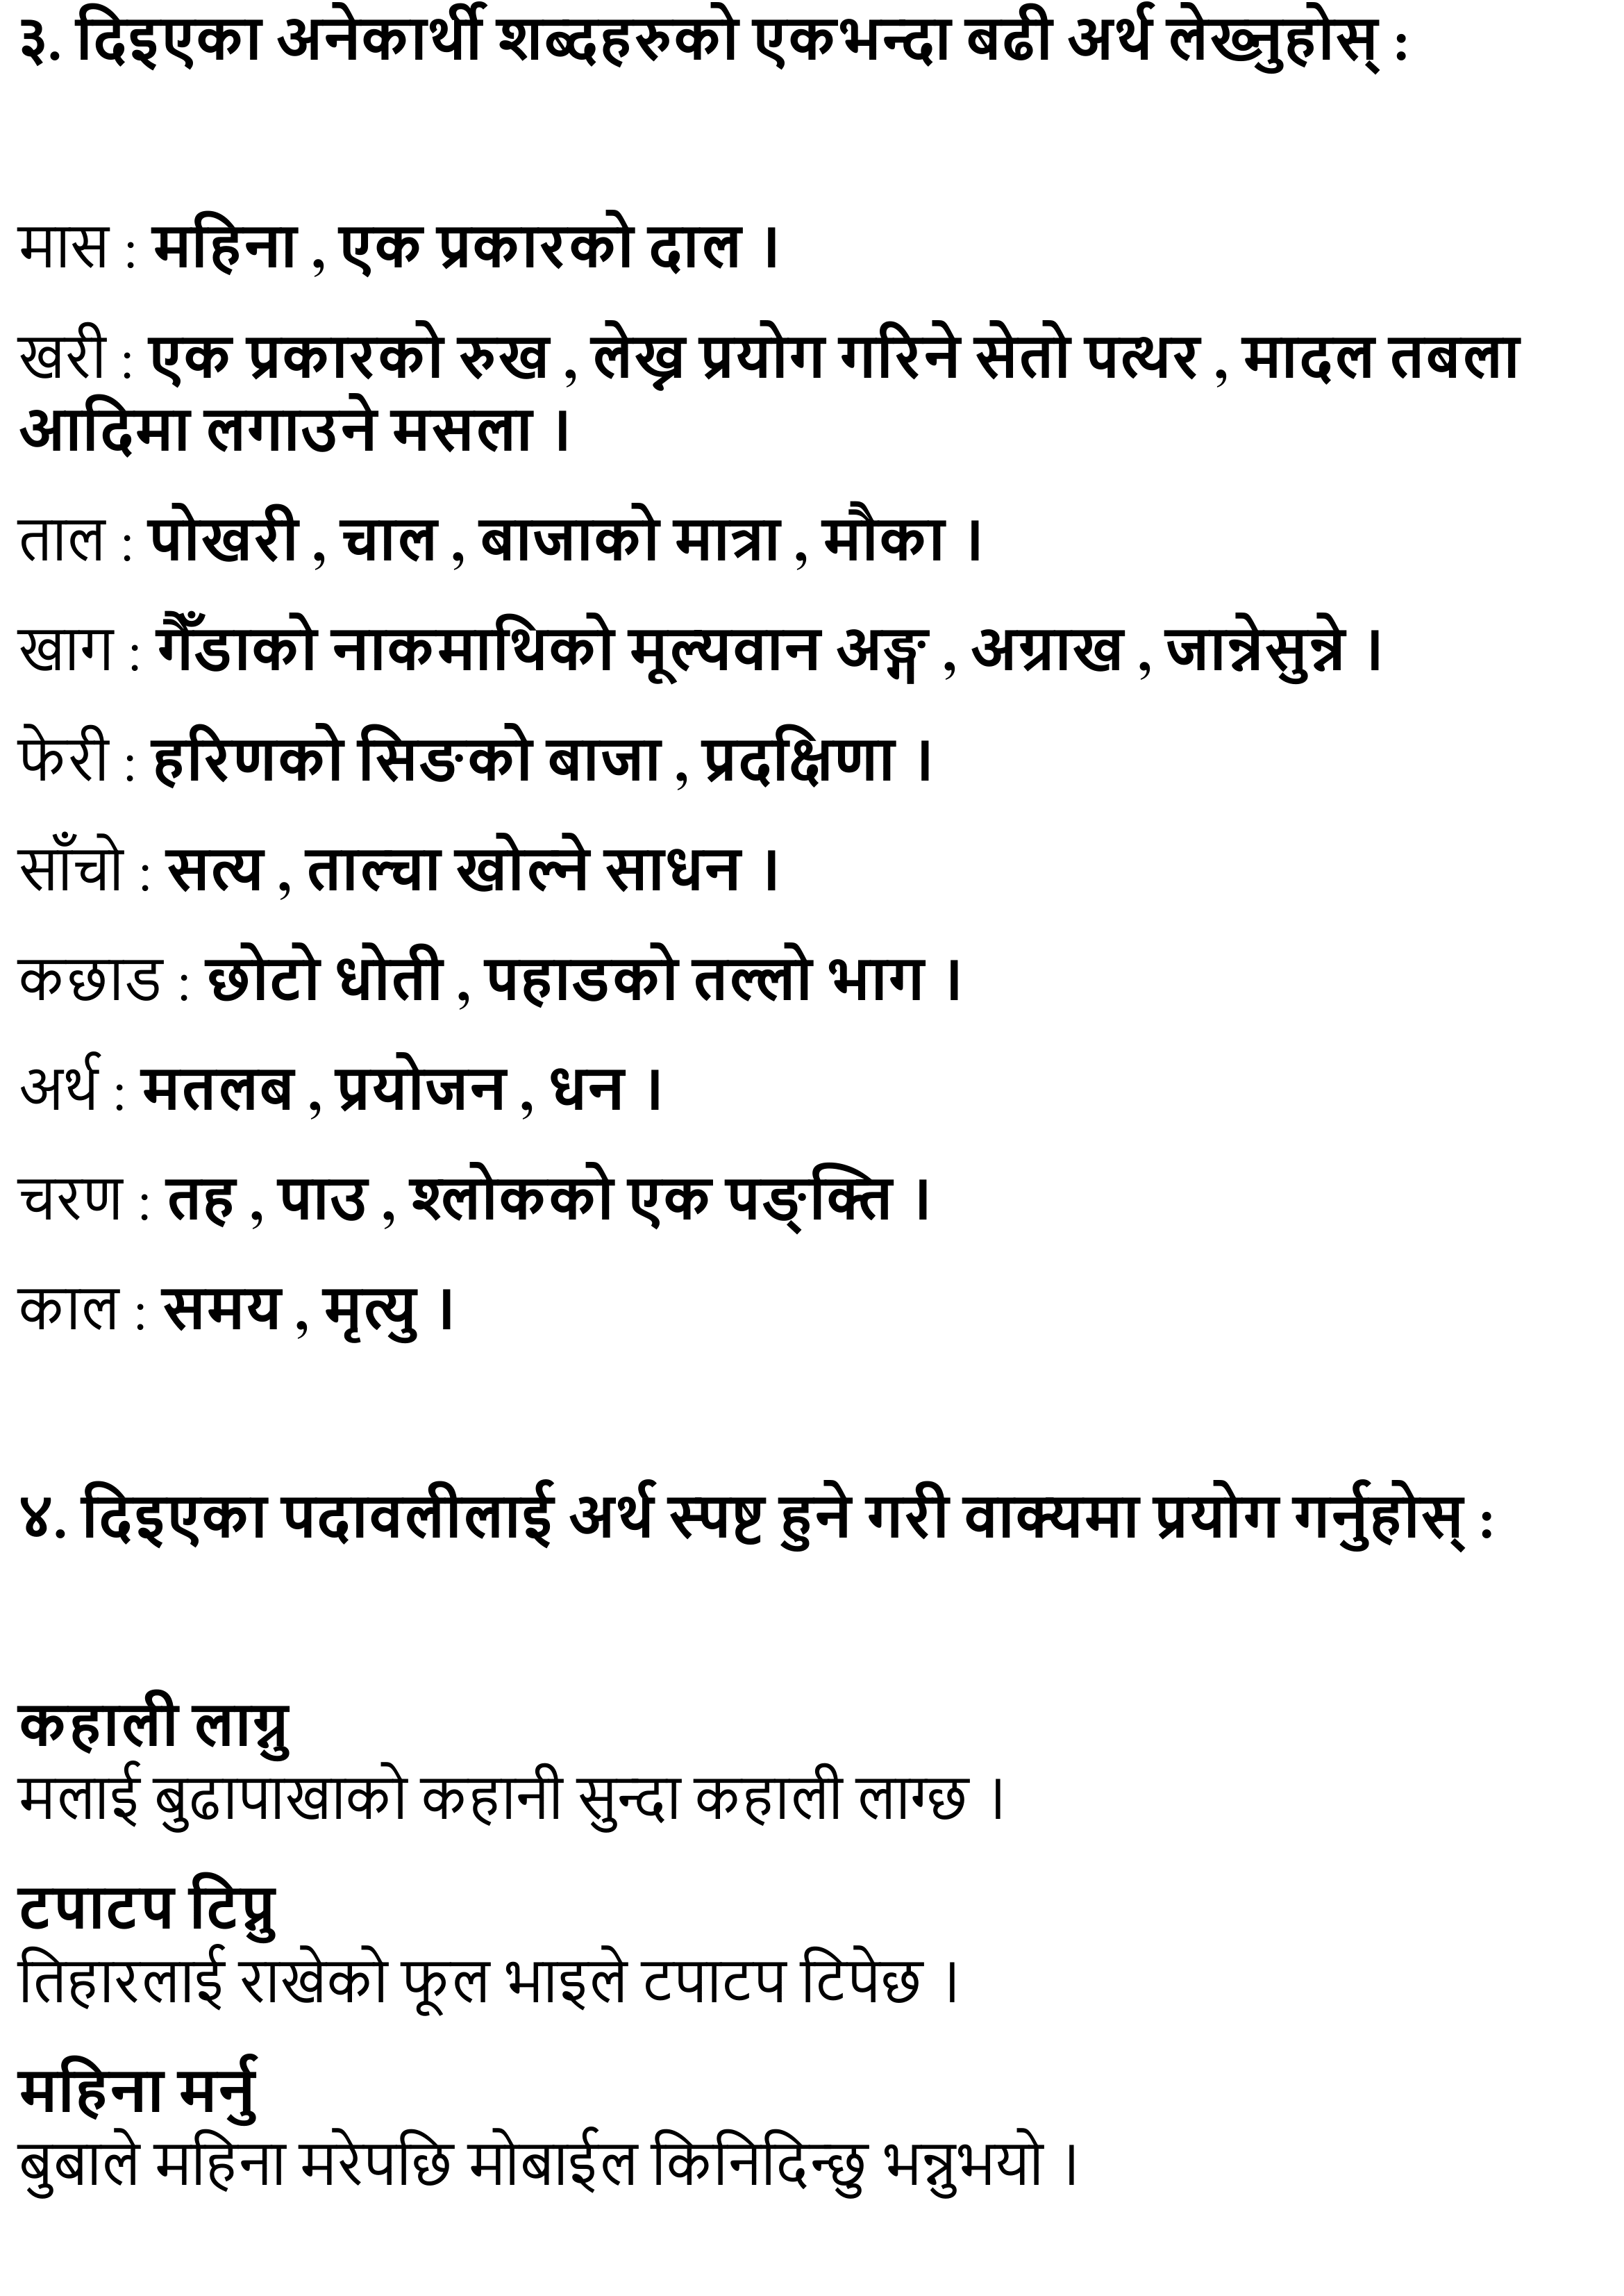 ३. दिइएका अनेकार्थी शब्दहरुको एकभन्दा बढी अर्थ लेख्नुहोस् :
मास : महिना , एक प्रकारको दाल ।
खरी : एक प्रकारको रुख , लेख्न प्रयोग गरिने सेतो पत्थर , मादल तबला
आदिमा लगाउने मसला ।
ताल : पोखरी , चाल , बाजाको मात्रा , मौका ।
खाग : गैँडाको नाकमाथिको मूल्यवान अङ्ग , अग्राख , जान्नेसुन्ने ।
फेरी : हरिणको सिङको बाजा , प्रदक्षिणा ।
साँचो : सत्य , ताल्चा खोल्ने साधन ।
कछाड : छोटो धोती , पहाडको तल्लो भाग ।
अर्थ : मतलब , प्रयोजन , धन ।
चरण : तह , पाउ , श्लोकको एक पङ्क्ति ।
काल : समय , मृत्यु ।
४. दिइएका पदावलीलाई अर्थ स्पष्ट हुने गरी वाक्यमा प्रयोग गर्नुहोस् :
कहाली लाग्नु
मलाई बुढापाखाको कहानी सुन्दा कहाली लाग्छ ।
टपाटप टिप्नु
तिहारलाई राखेको फूल भाइले टपाटप टिपेछ ।
महिना मर्नु
बुबाले महिना मरेपछि मोबाईल किनिदिन्छु भन्नुभयो ।